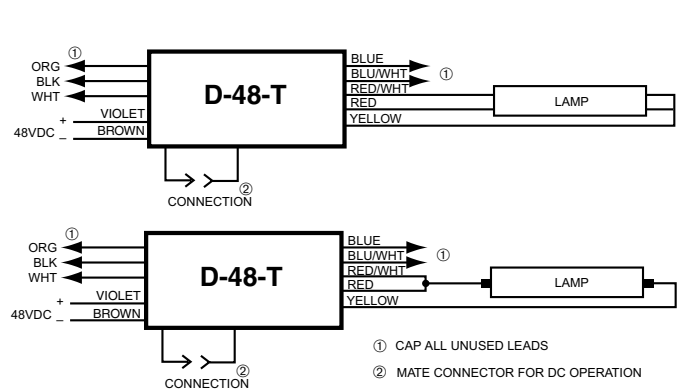 ①
ORG
BLK
WHT
+ VIOLET
48VDC – BROWN
D-48-T
BLUE
BLU/WHT ①
RED/WHT
RED
YELLOW
LAMP
②
CONNECTION
①
ORG
BLK
WHT
+ VIOLET
48VDC – BROWN
D-48-T
BLUE
BLU/WHT ①
RED/WHT
RED
YELLOW
LAMP
②
CONNECTION
① CAP ALL UNUSED LEADS
② MATE CONNECTOR FOR DC OPERATION